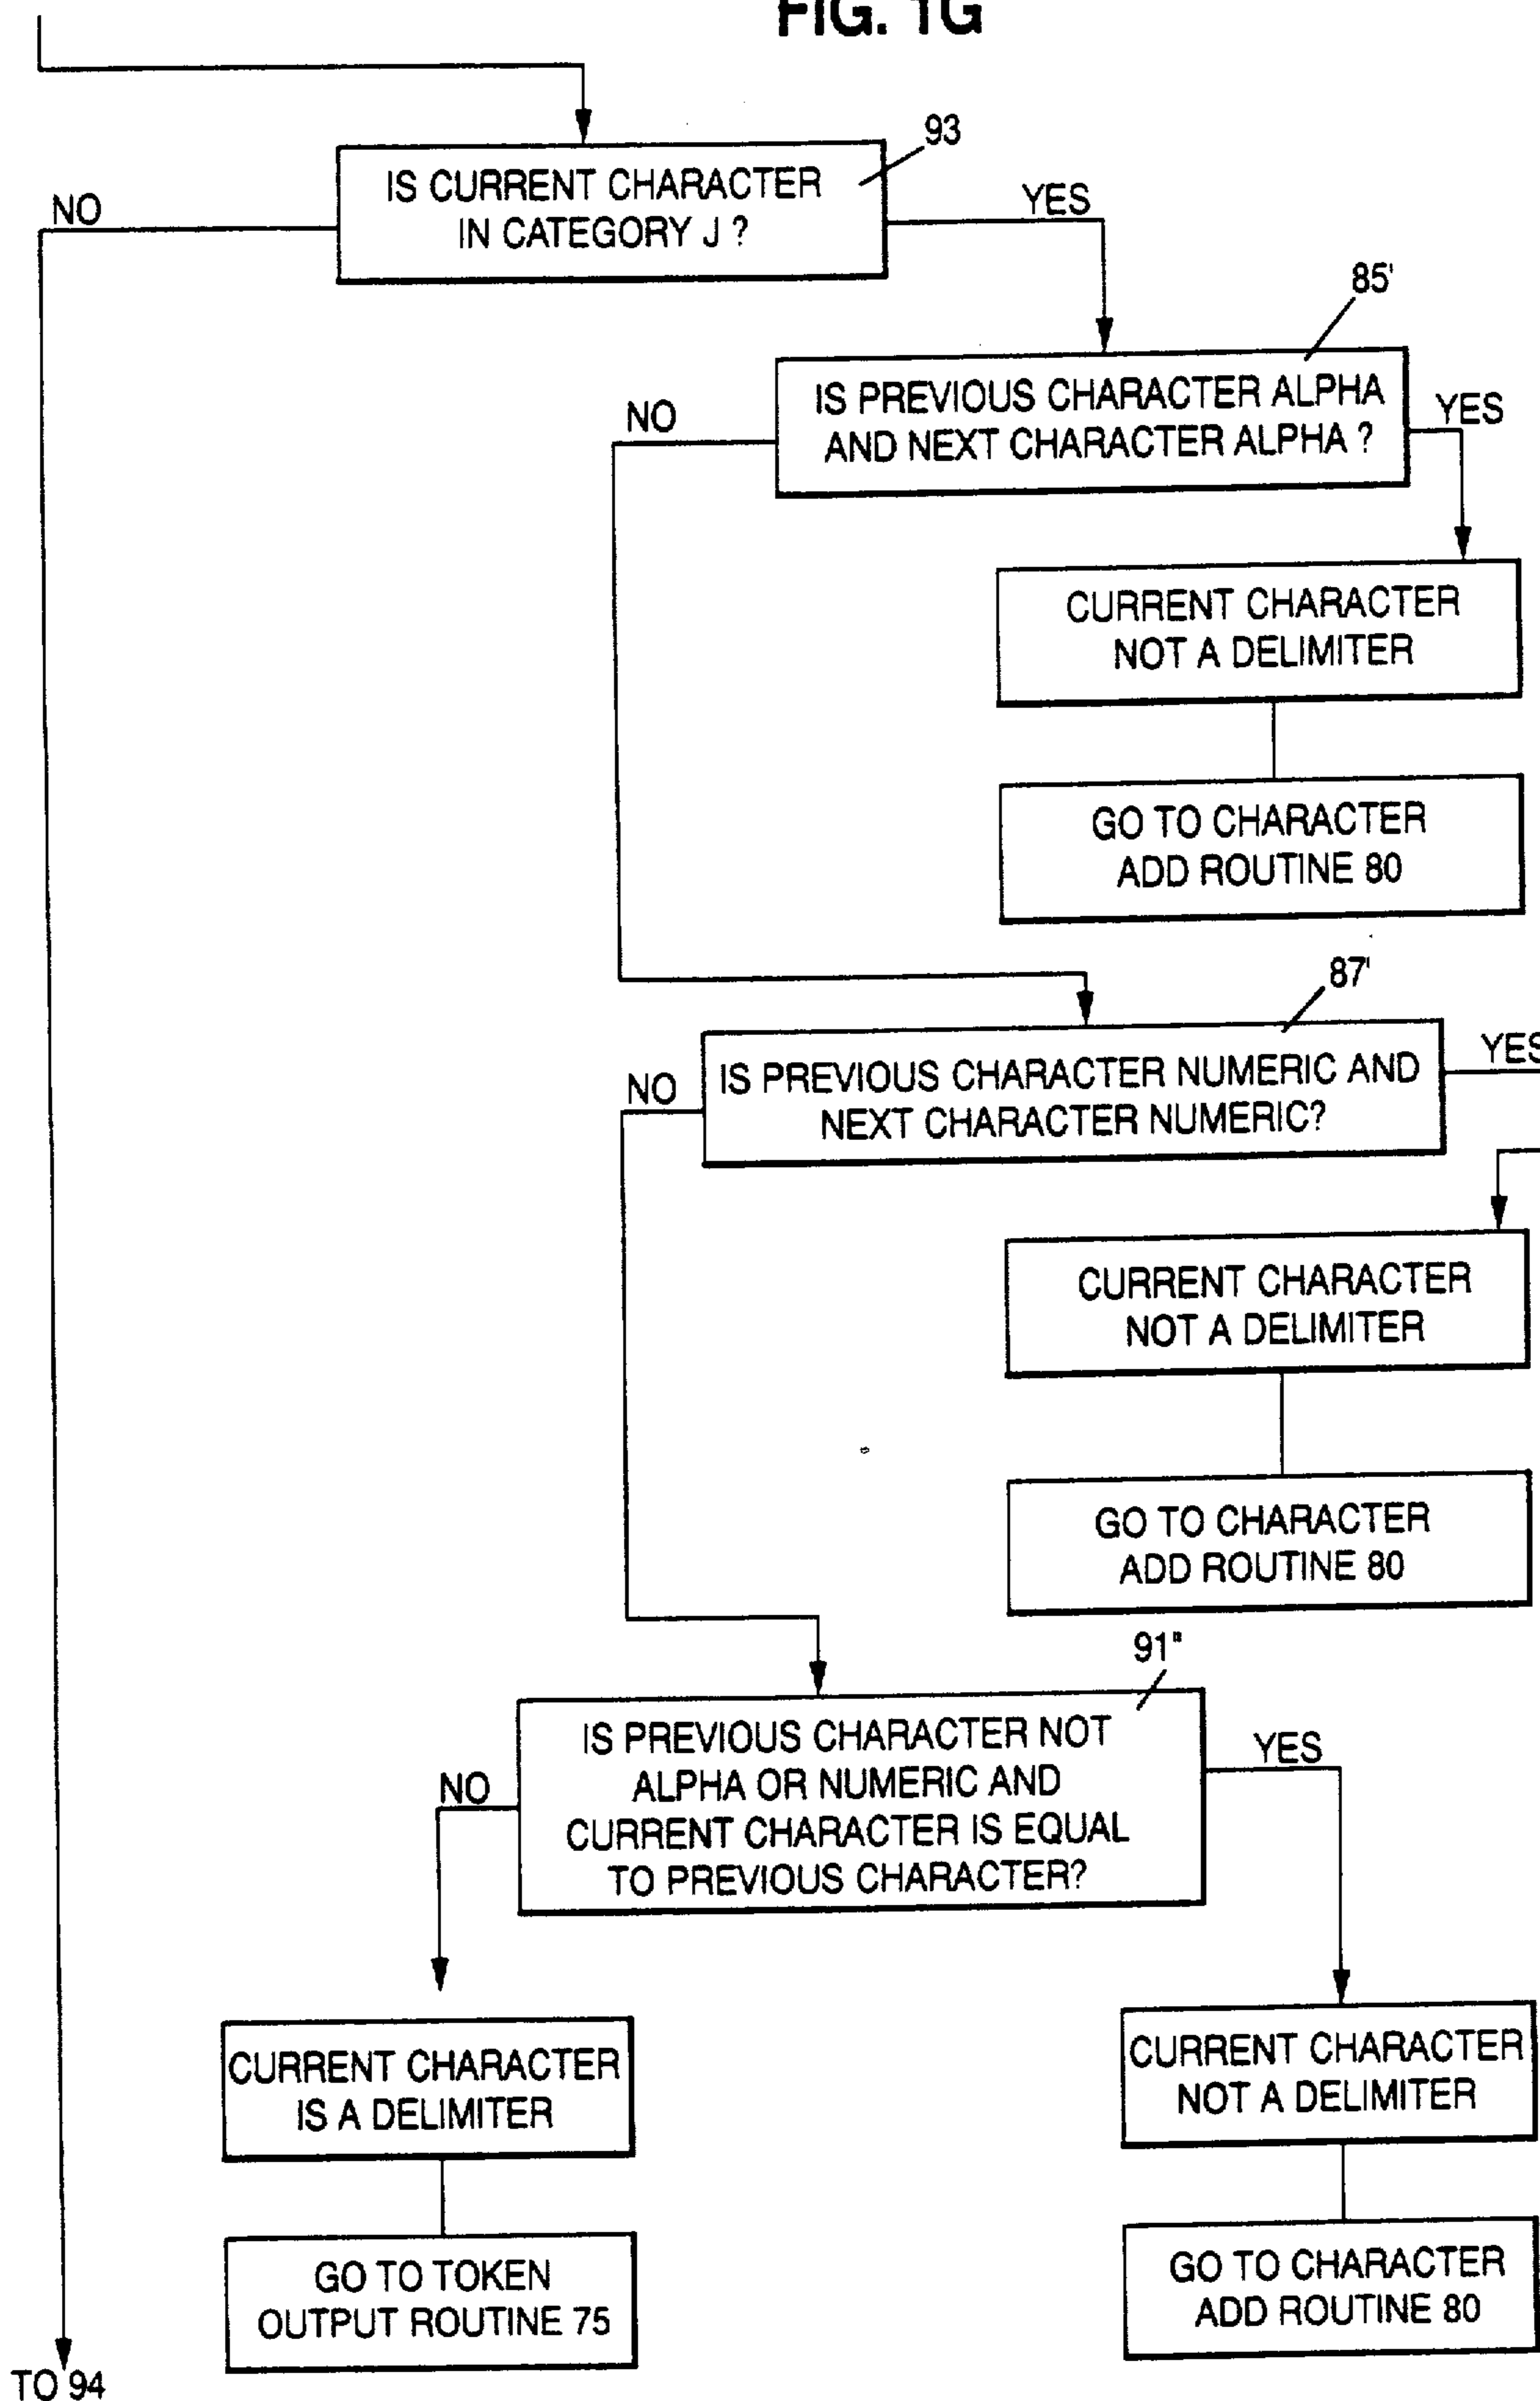 FIG. 1G
93
IS CURRENT CHARACTER
IN CATEGORY J ?
NO
YES
85'
IS PREVIOUS CHARACTER ALPHA
AND NEXT CHARACTER ALPHA ?
NO
YES
CURRENT CHARACTER
NOT A DELIMITER
GO TO CHARACTER
ADD ROUTINE 80
87'
IS PREVIOUS CHARACTER NUMERIC AND
NEXT CHARACTER NUMERIC?
NO
YES
CURRENT CHARACTER
NOT A DELIMITER
GO TO CHARACTER
ADD ROUTINE 80
91"
IS PREVIOUS CHARACTER NOT
ALPHA OR NUMERIC AND
CURRENT CHARACTER IS EQUAL
TO PREVIOUS CHARACTER?
NO
YES
CURRENT CHARACTER
IS A DELIMITER
CURRENT CHARACTER
NOT A DELIMITER
GO TO TOKEN
OUTPUT ROUTINE 75
GO TO CHARACTER
ADD ROUTINE 80
TO 94